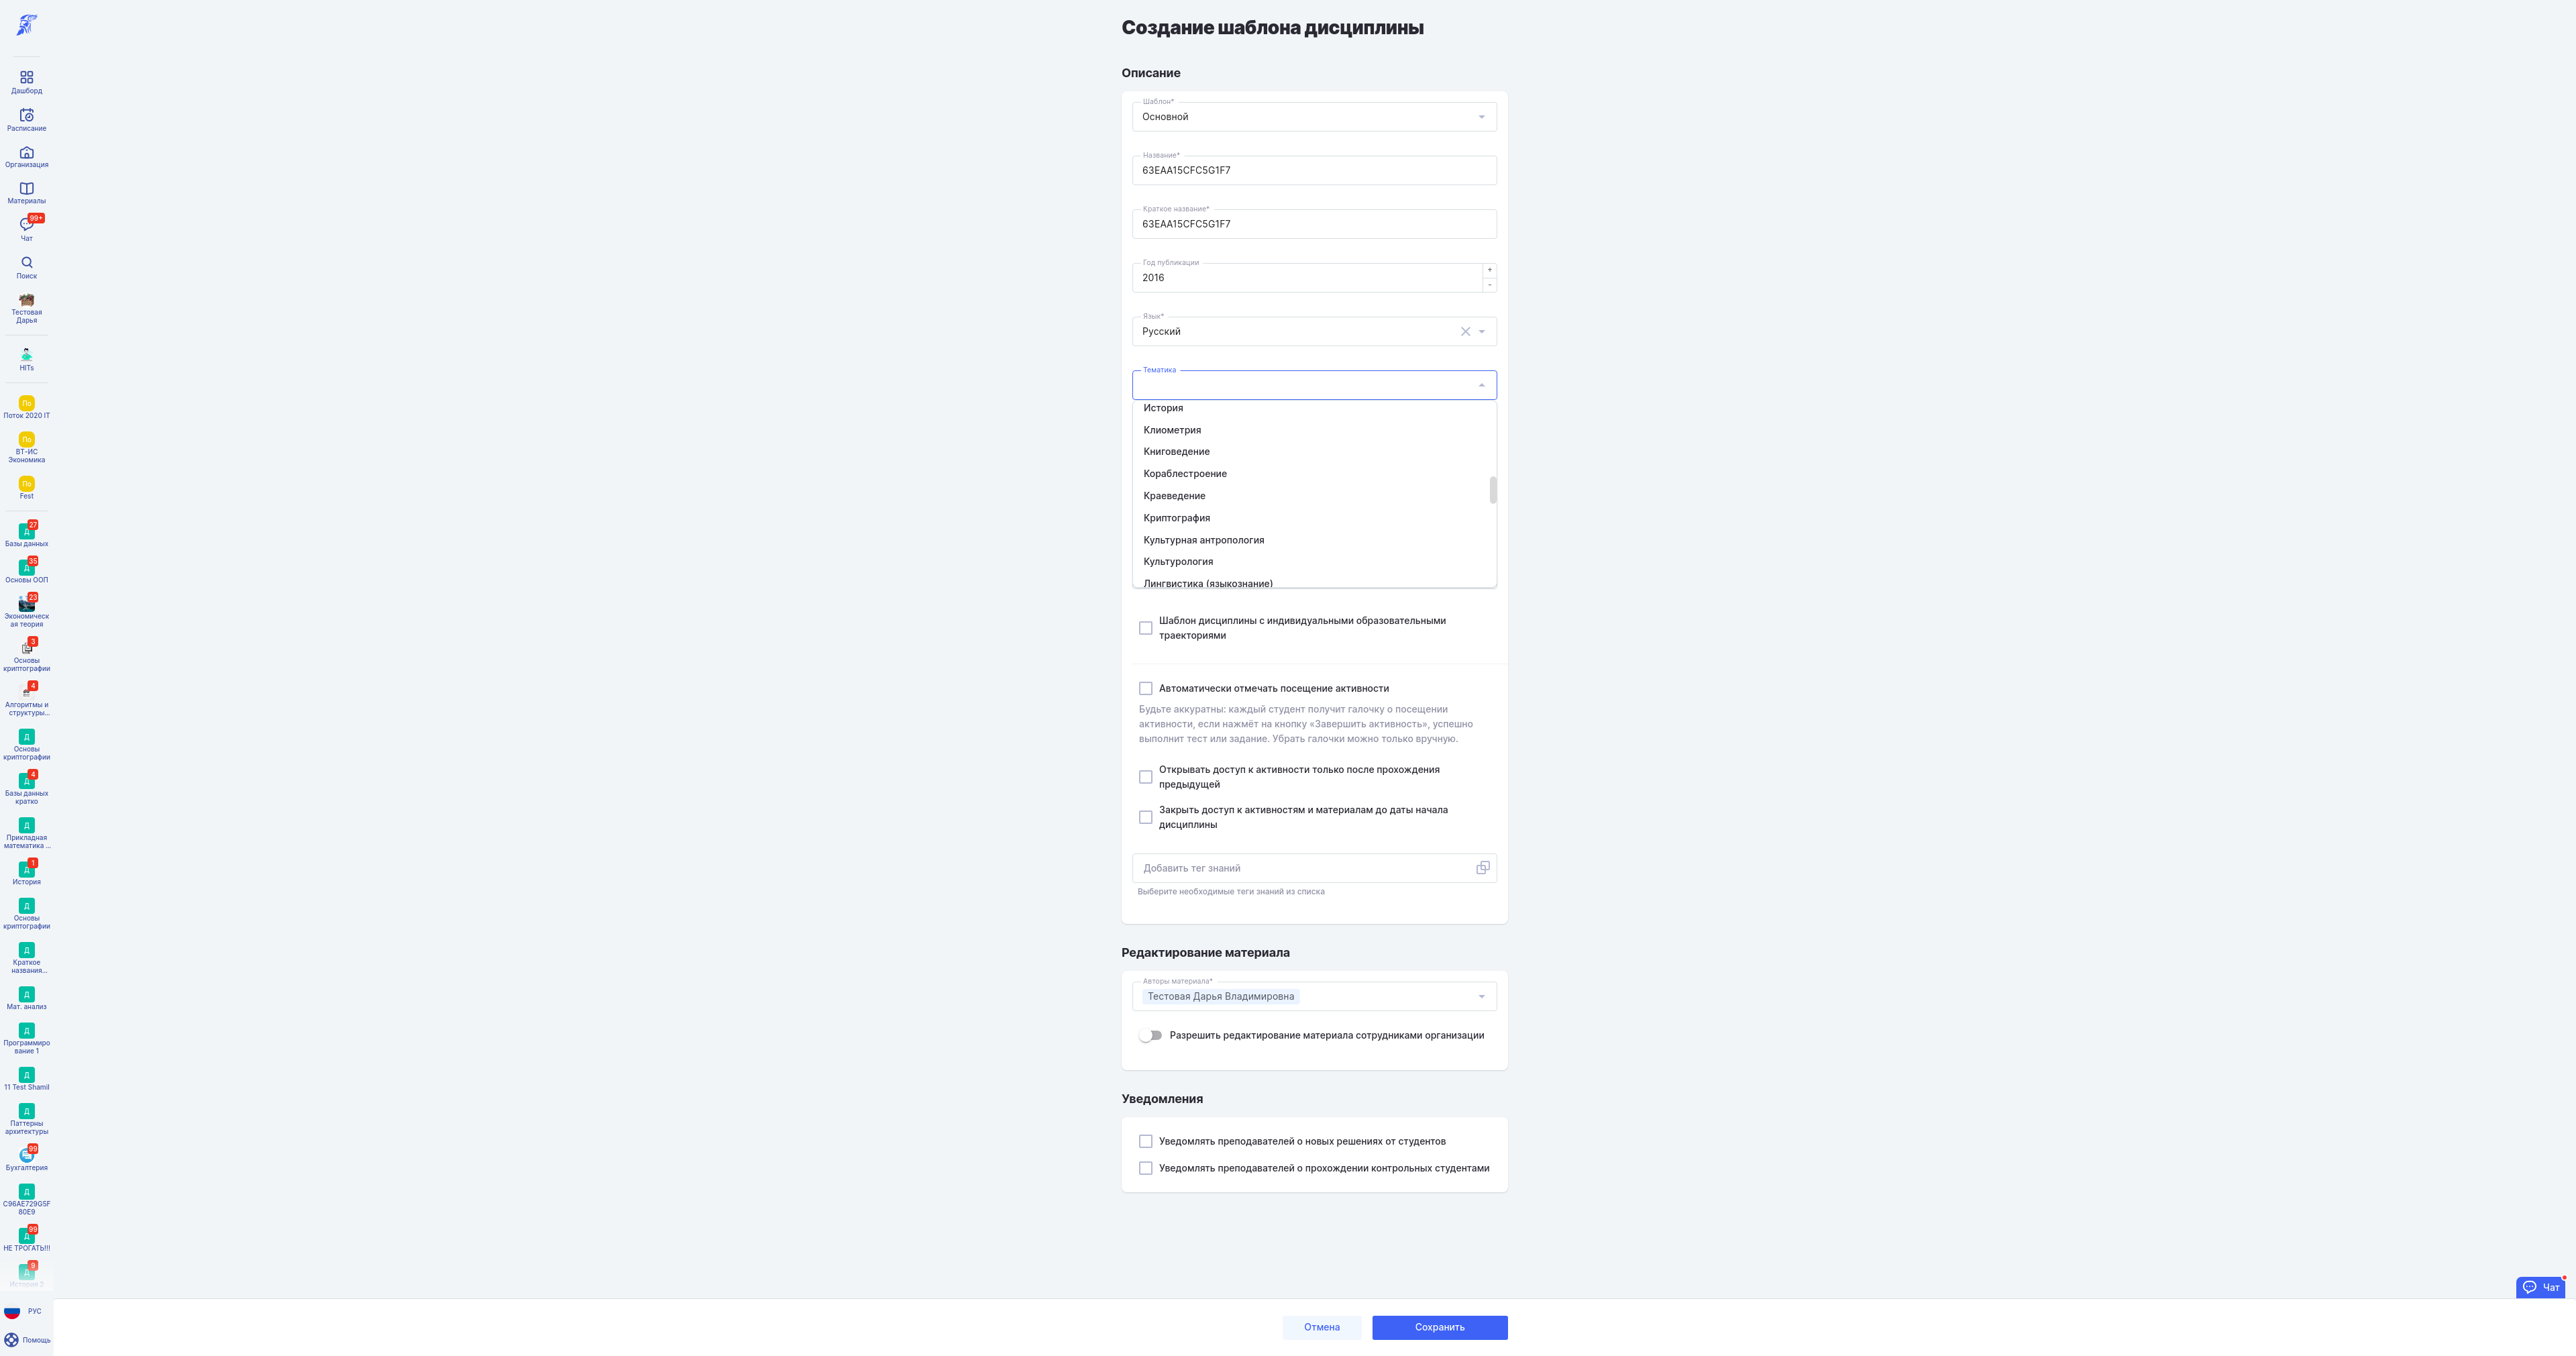 Дашборд
Расписание
Организация
Материалы
99+
Чат
Поиск
Тестовая
Дарья
HITs
По
Поток 2020 IT
По
ВТ-ИС
Экономика
По
Fest
27
Д
Базы данных
35
Д
Основы ООП
23
Экономическ
ая теория
3
Основы
криптографии
4
Алгоритмы и
структуры...
Д
Основы
криптографии
4
Д
Базы данных
кратко
Д
Прикладная
математика ...
1
Д
История
Д
Основы
криптографии
Д
Краткое
названия...
Д
Мат. анализ
Д
Программиро
вание 1
Д
11 Test Shamil
Д
Паттерны
архитектуры
99
Бухгалтерия
Д
C96AE729G5F
80E9
99
Д
НЕ ТРОГАТЬ!!!
9
Д
История 2
РУС
Помощь
Создание шаблона дисциплины
Описание
Шаблон*
Основной
Название*
63EAA15CFC5G1F7
Краткое название*
63EAA15CFC5G1F7
Год публикации
2016
+
-
Язык*
Русский
Тематика
История
Клиометрия
Книговедение
Кораблестроение
Краеведение
Криптография
Культурная антропология
Культурология
Лингвистика (языкознание)
Шаблон дисциплины с индивидуальными образовательными
траекториями
Автоматически отмечать посещение активности
Будьте аккуратны: каждый студент получит галочку о посещении
активности, если нажмёт на кнопку «Завершить активность», успешно
выполнит тест или задание. Убрать галочки можно только вручную.
Открывать доступ к активности только после прохождения
предыдущей
Закрыть доступ к активностям и материалам до даты начала
дисциплины
Добавить тег знаний
Выберите необходимые теги знаний из списка
Редактирование материала
Авторы материала*
Тестовая Дарья Владимировна
Разрешить редактирование материала сотрудниками организации
Уведомления
Уведомлять преподавателей о новых решениях от студентов
Уведомлять преподавателей о прохождении контрольных студентами
Чат
Отмена
Сохранить